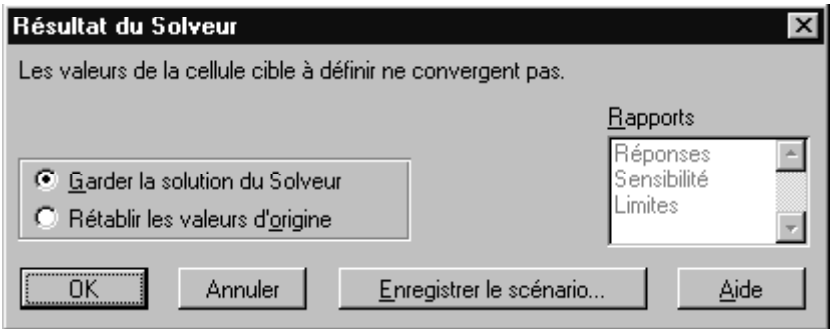 Résultat du Solveur
Les valeurs de la cellule cible à définir ne convergent pas.
Rapports
Réponses
Sensibilité
Limites
Garder la solution du Solveur
Rétablir les valeurs d'origine
OK
Annuler
Enregistrer le scénario...
Aide